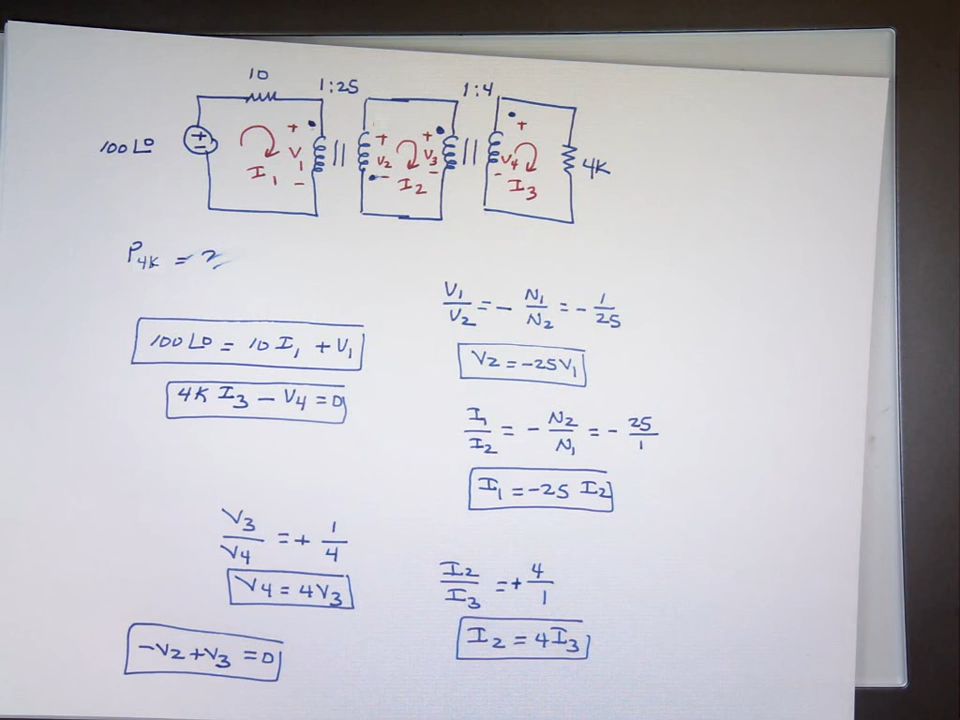 10 1:25 1:4
100∠0 + - I₁ + V₁ - + V₂ - I₂ + V₃ - + V₄ - I₃ 4K
P₄ₖ = ?
100∠0 = 10 I₁ + V₁
4K I₃ - V₄ = 0
V₁/V₂ = - N₁/N₂ = - 1/25
V₂ = -25V₁
I₁/I₂ = - N₂/N₁ = - 25/1
I₁ = -25 I₂
V₃/V₄ = + 1/4
V₄ = 4V₃
-V₂ + V₃ = 0
I₂/I₃ = + 4/1
I₂ = 4I₃